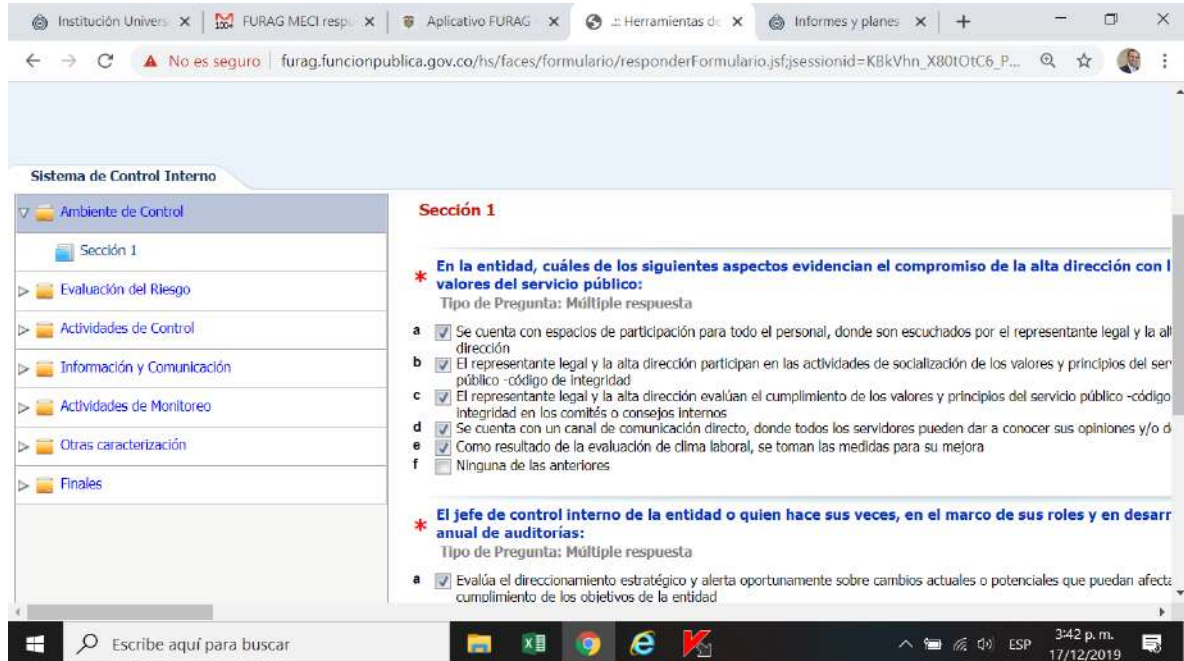 Institución Univers
FURAG MECI respu
Aplicativo FURAG
.:: Herramientas de
Informes y planes
No es seguro
furag.funcionpublica.gov.co/hs/faces/formulario/responderFormulario.jsf;jsessionid=KBkVhn_X80tOtC6_P...
Sistema de Control Interno
Ambiente de Control
Sección 1
Evaluación del Riesgo
Actividades de Control
Información y Comunicación
Actividades de Monitoreo
Otras caracterización
Finales
Sección 1
* En la entidad, cuáles de los siguientes aspectos evidencian el compromiso de la alta dirección con l
valores del servicio público:
Tipo de Pregunta: Múltiple respuesta
a Se cuenta con espacios de participación para todo el personal, donde son escuchados por el representante legal y la al
dirección
b El representante legal y la alta dirección participan en las actividades de socialización de los valores y principios del ser
público -código de integridad
c El representante legal y la alta dirección evalúan el cumplimiento de los valores y principios del servicio público -código
integridad en los comités o consejos internos
d Se cuenta con un canal de comunicación directo, donde todos los servidores pueden dar a conocer sus opiniones y/o d
e Como resultado de la evaluación de clima laboral, se toman las medidas para su mejora
f Ninguna de las anteriores
* El jefe de control interno de la entidad o quien hace sus veces, en el marco de sus roles y en desarr
anual de auditorías:
Tipo de Pregunta: Múltiple respuesta
a Evalúa el direccionamiento estratégico y alerta oportunamente sobre cambios actuales o potenciales que puedan afecta
cumplimiento de los objetivos de la entidad
Escribe aquí para buscar
ESP
3:42 p. m.
17/12/2019